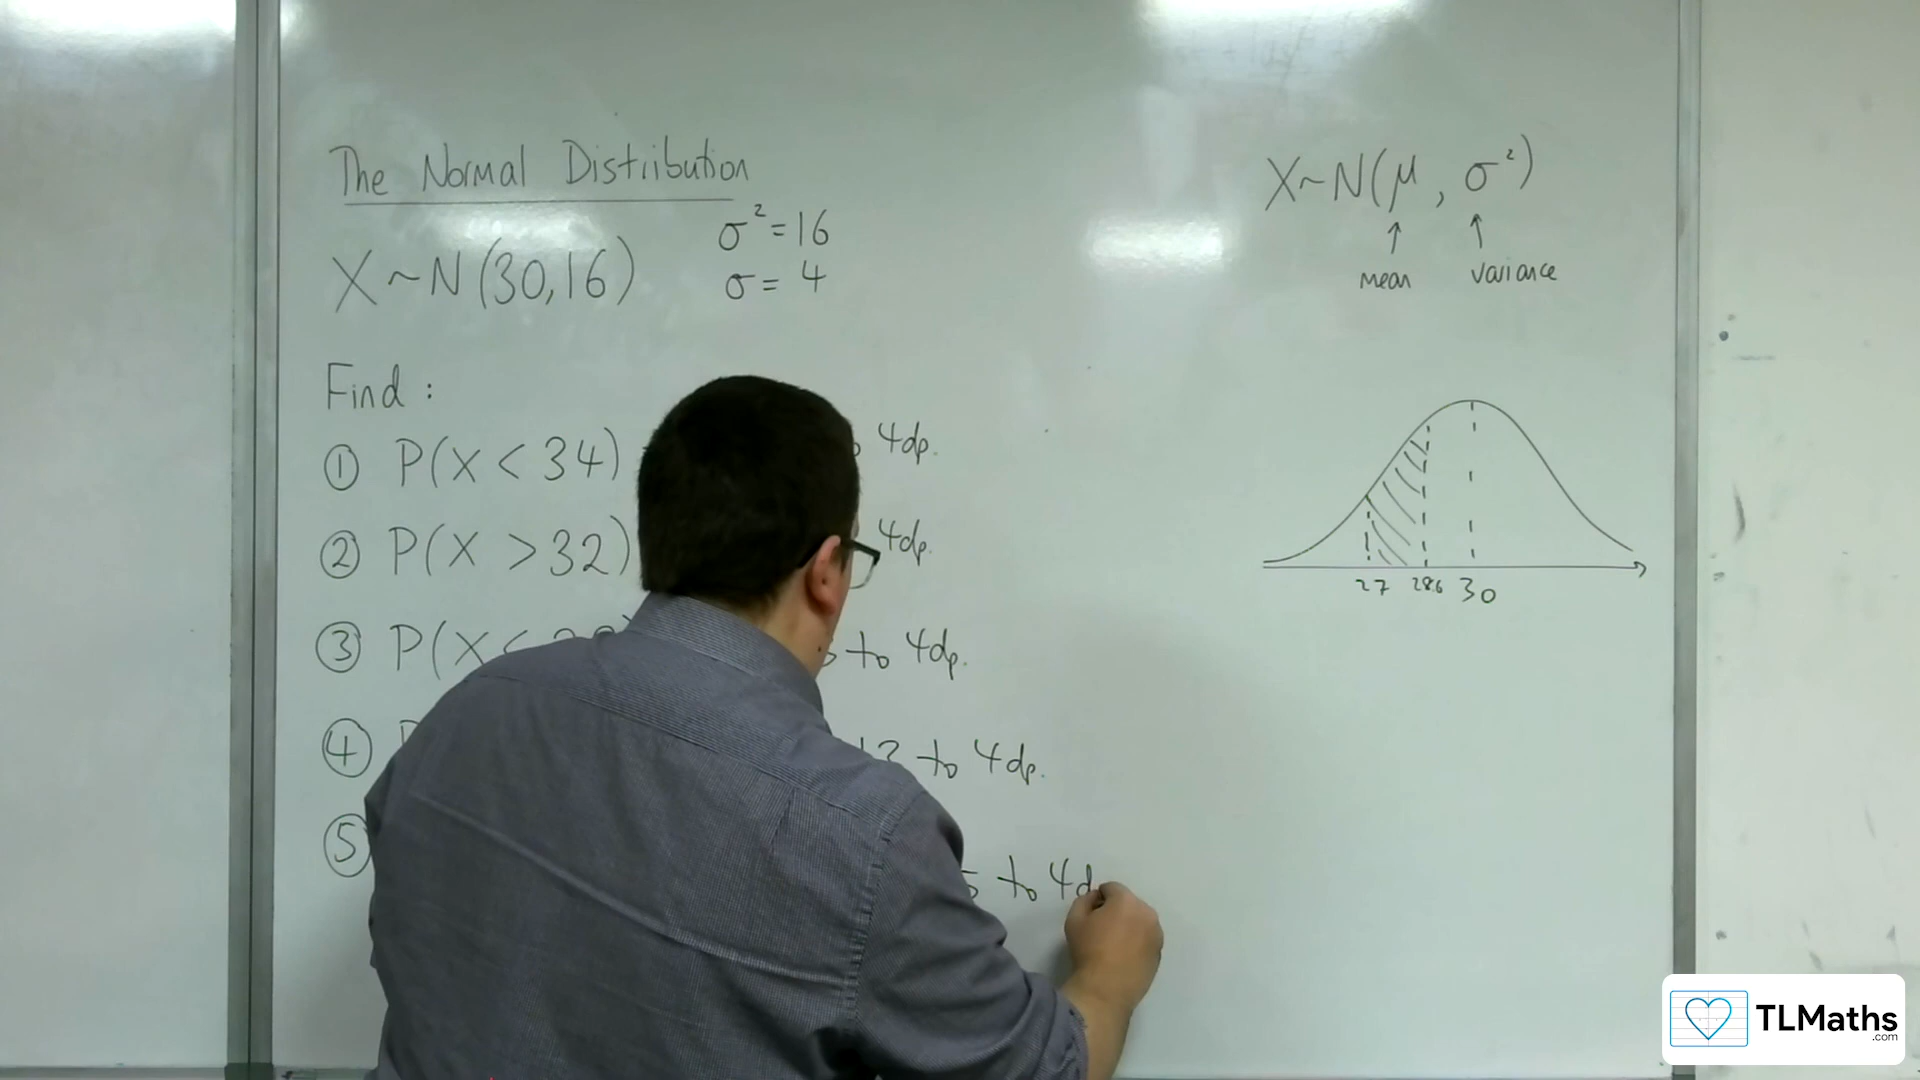 The Normal Distribution
X~N(30,16) σ²=16
σ=4
X~N(μ, σ²)
↑ ↑
mean variance
Find :
① P(X < 34) 4dp.
② P(X > 32) 4dp.
③ P(X < to 4dp.
④ to 4dp.
⑤ to 4d
27 28.6 30
TLMaths
.com